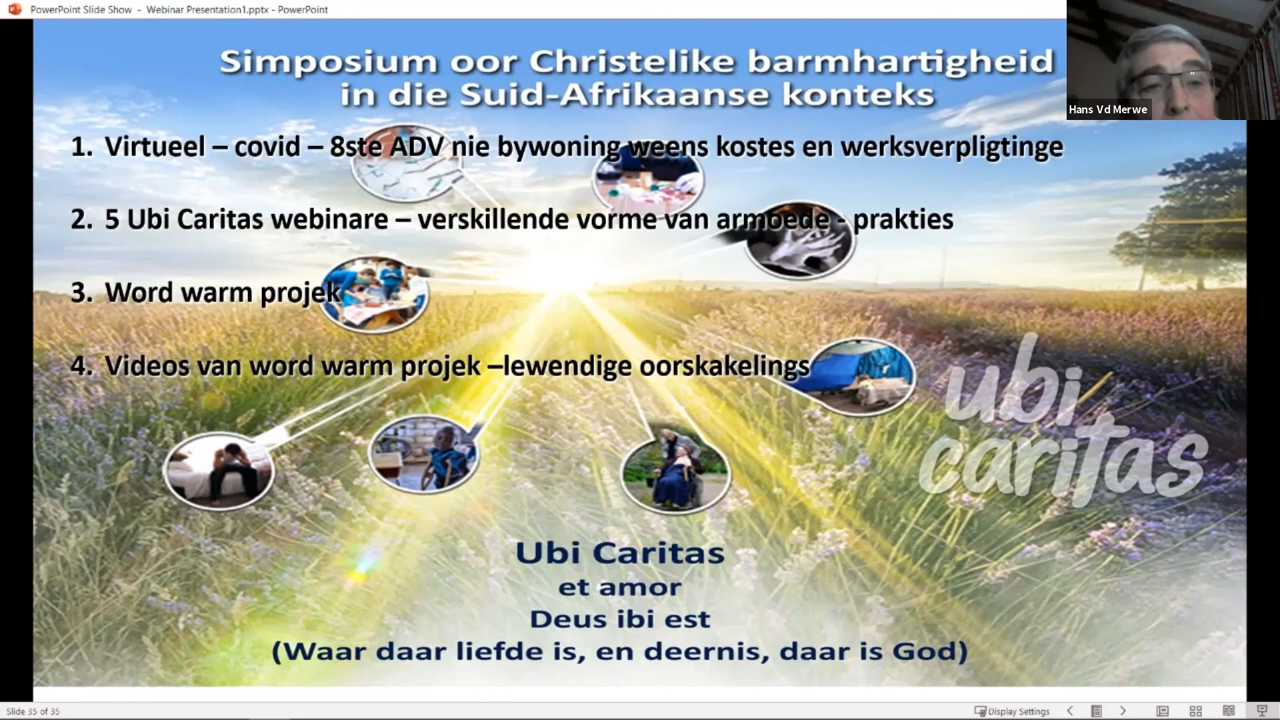 PowerPoint Slide Show - Webinar Presentation1.pptx - PowerPoint
Simposium oor Christelike barmhartigheid
in die Suid-Afrikaanse konteks
Hans Vd Merwe
1. Virtueel – covid – 8ste ADV nie bywoning weens kostes en werksverpligtinge
2. 5 Ubi Caritas webinare – verskillende vorme van armoede - prakties
3. Word warm projek
4. Videos van word warm projek –lewendige oorskakelings
ubi
caritas
Ubi Caritas
et amor
Deus ibi est
(Waar daar liefde is, en deernis, daar is God)
Slide 35 of 35
Display Settings